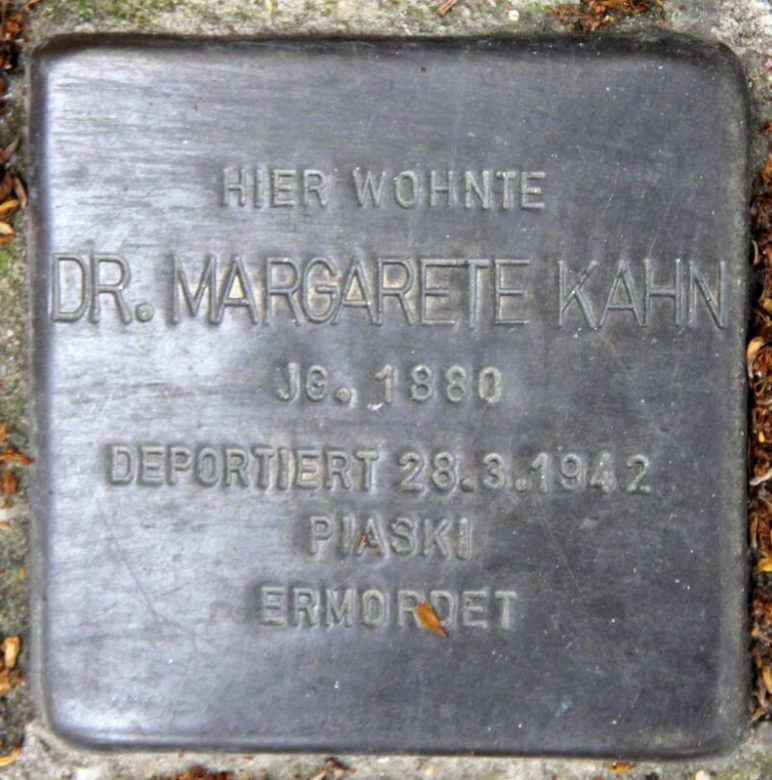 HIER WOHNTE
DR. MARGARETE KAHN
JG. 1880
DEPORTIERT 28.3.1942
PIASKI
ERMORDET